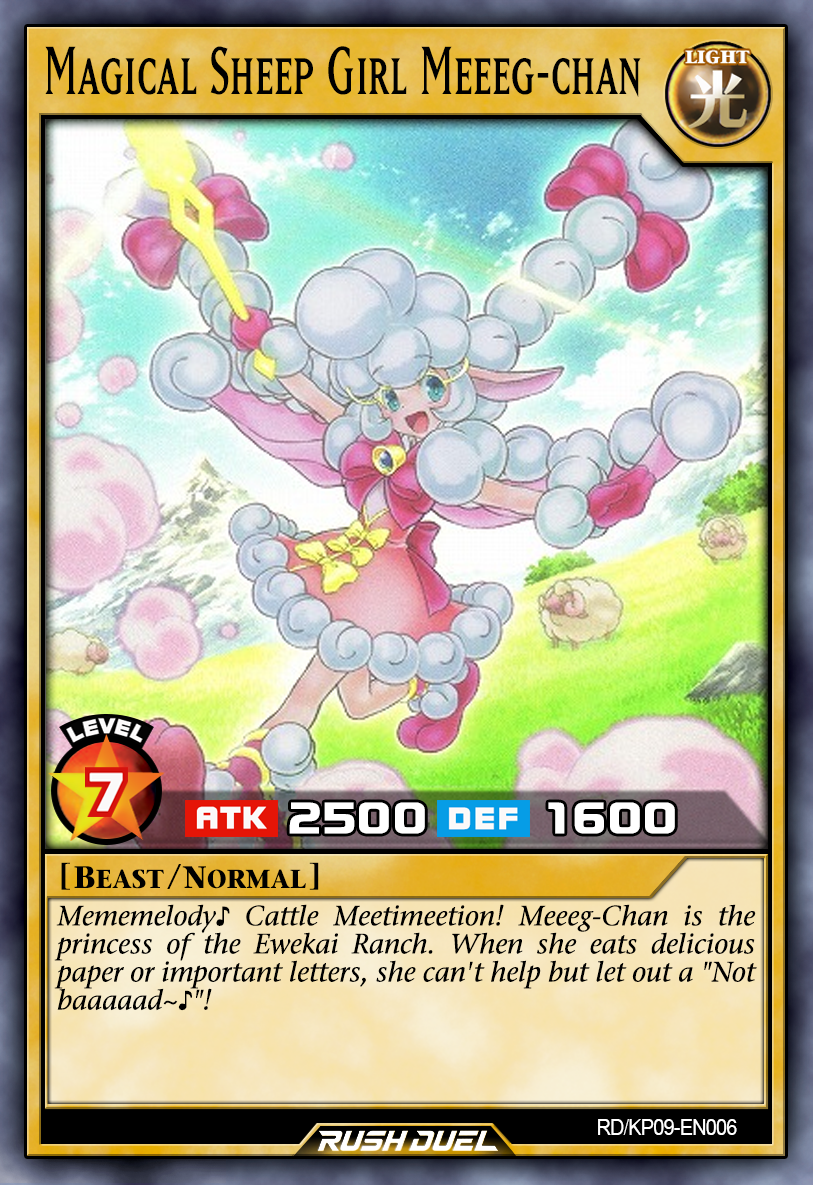 Magical Sheep Girl Meeeg-chan
LIGHT
光
LEVEL
7
ATK 2500 DEF 1600
[Beast/Normal]
Mememelody♪ Cattle Meetimeetion! Meeeg-Chan is the
princess of the Ewekai Ranch. When she eats delicious
paper or important letters, she can't help but let out a "Not
baaaaad~♪"!
RD/KP09-EN006
RUSH DUEL